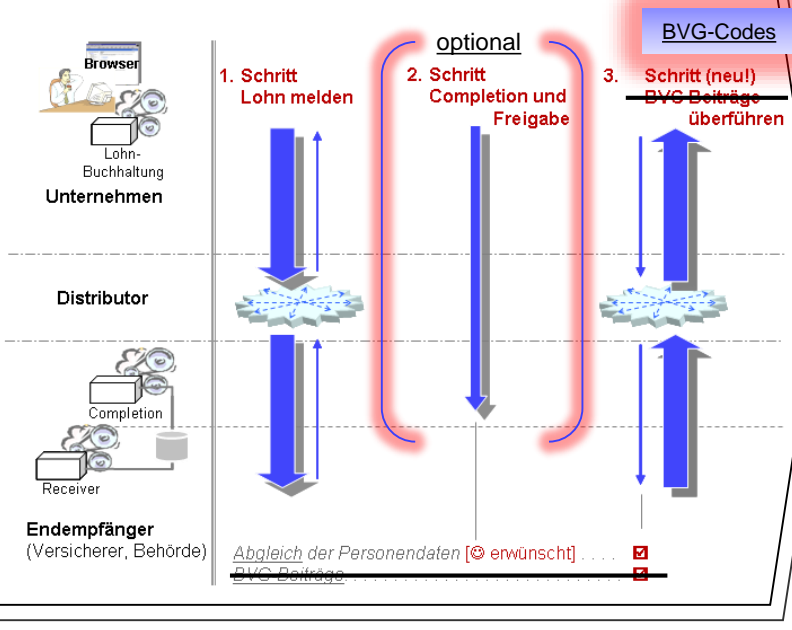 BVG-Codes
optional
Browser
1. Schritt
Lohn melden
2. Schritt
Completion und
Freigabe
3. Schritt (neu!)
BVG Beiträge
überführen
Lohn-
Buchhaltung
Unternehmen
Distributor
Completion
Receiver
Endempfänger
(Versicherer, Behörde)
Abgleich der Personendaten [☺ erwünscht] . . . .
BVG-Beiträge. . . . . . . . . . . . . . . . . . . . . . . . . . . .